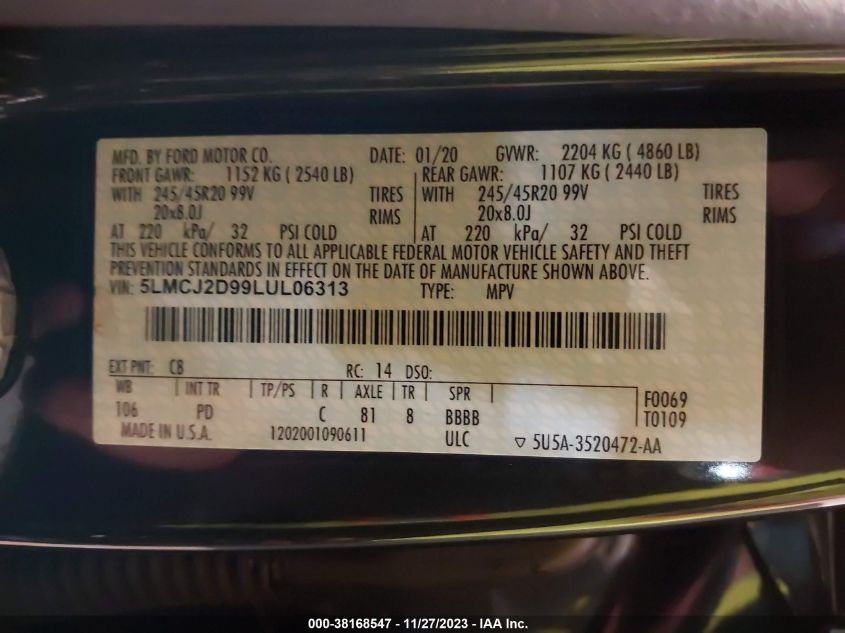 MFD. BY FORD MOTOR CO. DATE: 01/20 GVWR: 2204 KG ( 4860 LB)
FRONT GAWR: 1152 KG ( 2540 LB) REAR GAWR: 1107 KG ( 2440 LB)
WITH 245/45R20 99V TIRES WITH 245/45R20 99V TIRES
20x8.0J RIMS 20x8.0J RIMS
AT 220 kPa/ 32 PSI COLD AT 220 kPa/ 32 PSI COLD
THIS VEHICLE CONFORMS TO ALL APPLICABLE FEDERAL MOTOR VEHICLE SAFETY AND THEFT
PREVENTION STANDARDS IN EFFECT ON THE DATE OF MANUFACTURE SHOWN ABOVE.
VIN: 5LMCJ2D99LUL06313 TYPE: MPV
EXT PNT: CB RC: 14 DSO:
WB INT TR TP/PS R AXLE TR SPR F0069
106 PD C 81 8 BBBB T0109
MADE IN U.S.A. 1202001090611 ULC ▽ 5U5A-3520472-AA
000-38168547 - 11/27/2023 - IAA Inc.